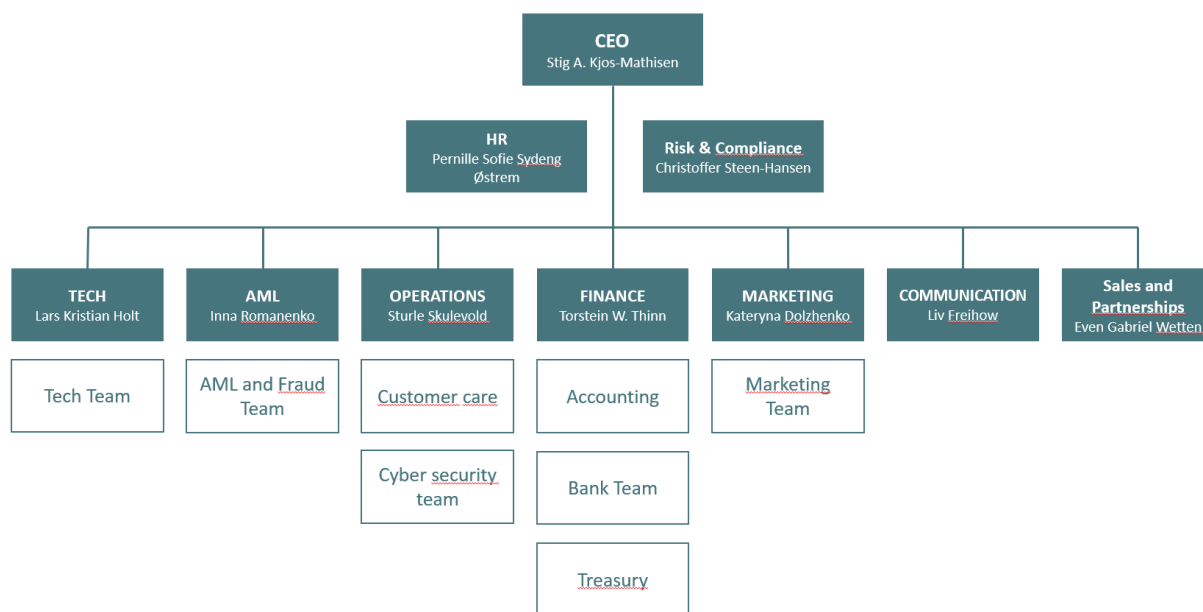 CEO
Stig A. Kjos-Mathisen
HR
Pernille Sofie Sydeng
Østrem
Risk & Compliance
Christoffer Steen-Hansen
TECH
Lars Kristian Holt
AML
Inna Romanenko
OPERATIONS
Sturle Skulevold
FINANCE
Torstein W. Thinn
MARKETING
Kateryna Dolzhenko
COMMUNICATION
Liv Freihow
Sales and
Partnerships
Even Gabriel Wetten
Tech Team
AML and Fraud
Team
Customer care
Accounting
Marketing
Team
Cyber security
team
Bank Team
Treasury